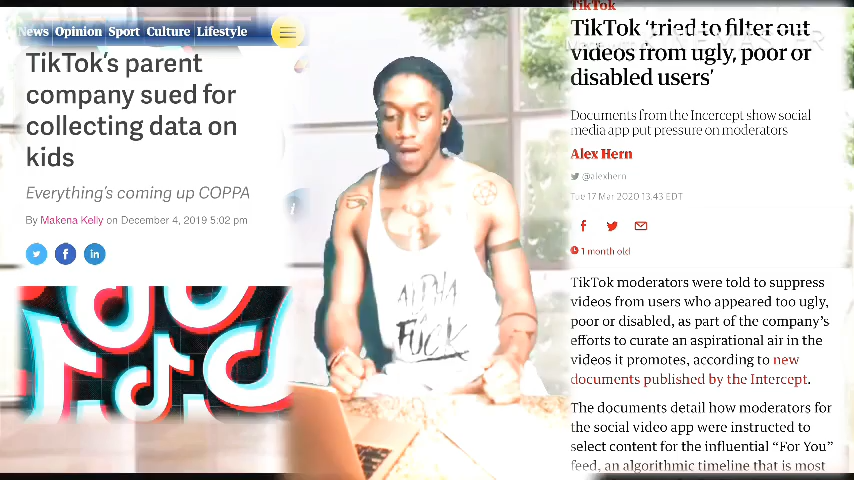 News Opinion Sport Culture Lifestyle
TikTok's parent
company sued for
collecting data on
kids
Everything's coming up COPPA
By Makena Kelly on December 4, 2019 5:02 pm
f
in
i
ALPHA
FUCK
TikTok
TikTok 'tried to filter out
videos from ugly, poor or
disabled users'
Documents from the Incercept show social
media app put pressure on moderators
Alex Hern
@alexhern
Tue 17 Mar 2020 13.43 EDT
f
1 month old
TikTok moderators were told to suppress
videos from users who appeared too ugly,
poor or disabled, as part of the company's
efforts to curate an aspirational air in the
videos it promotes, according to new
documents published by the Intercept.
The documents detail how moderators for
the social video app were instructed to
select content for the influential "For You"
feed, an algorithmic timeline that is most